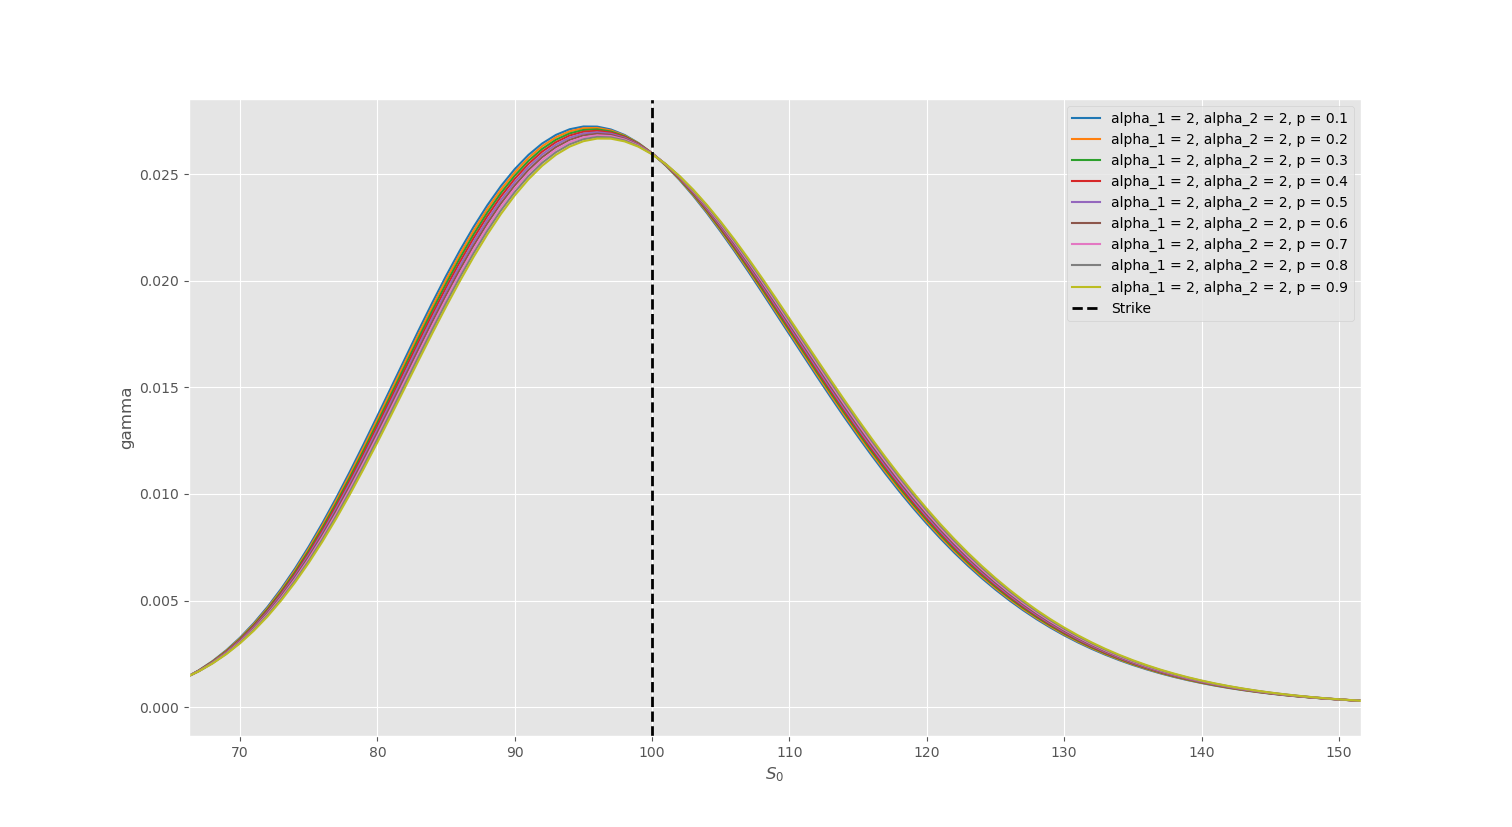 alpha_1 = 2, alpha_2 = 2, p = 0.1
alpha_1 = 2, alpha_2 = 2, p = 0.2
alpha_1 = 2, alpha_2 = 2, p = 0.3
alpha_1 = 2, alpha_2 = 2, p = 0.4
alpha_1 = 2, alpha_2 = 2, p = 0.5
alpha_1 = 2, alpha_2 = 2, p = 0.6
alpha_1 = 2, alpha_2 = 2, p = 0.7
alpha_1 = 2, alpha_2 = 2, p = 0.8
alpha_1 = 2, alpha_2 = 2, p = 0.9
Strike
gamma
0.025
0.020
0.015
0.010
0.005
0.000
70 80 90 100 110 120 130 140 150
S₀